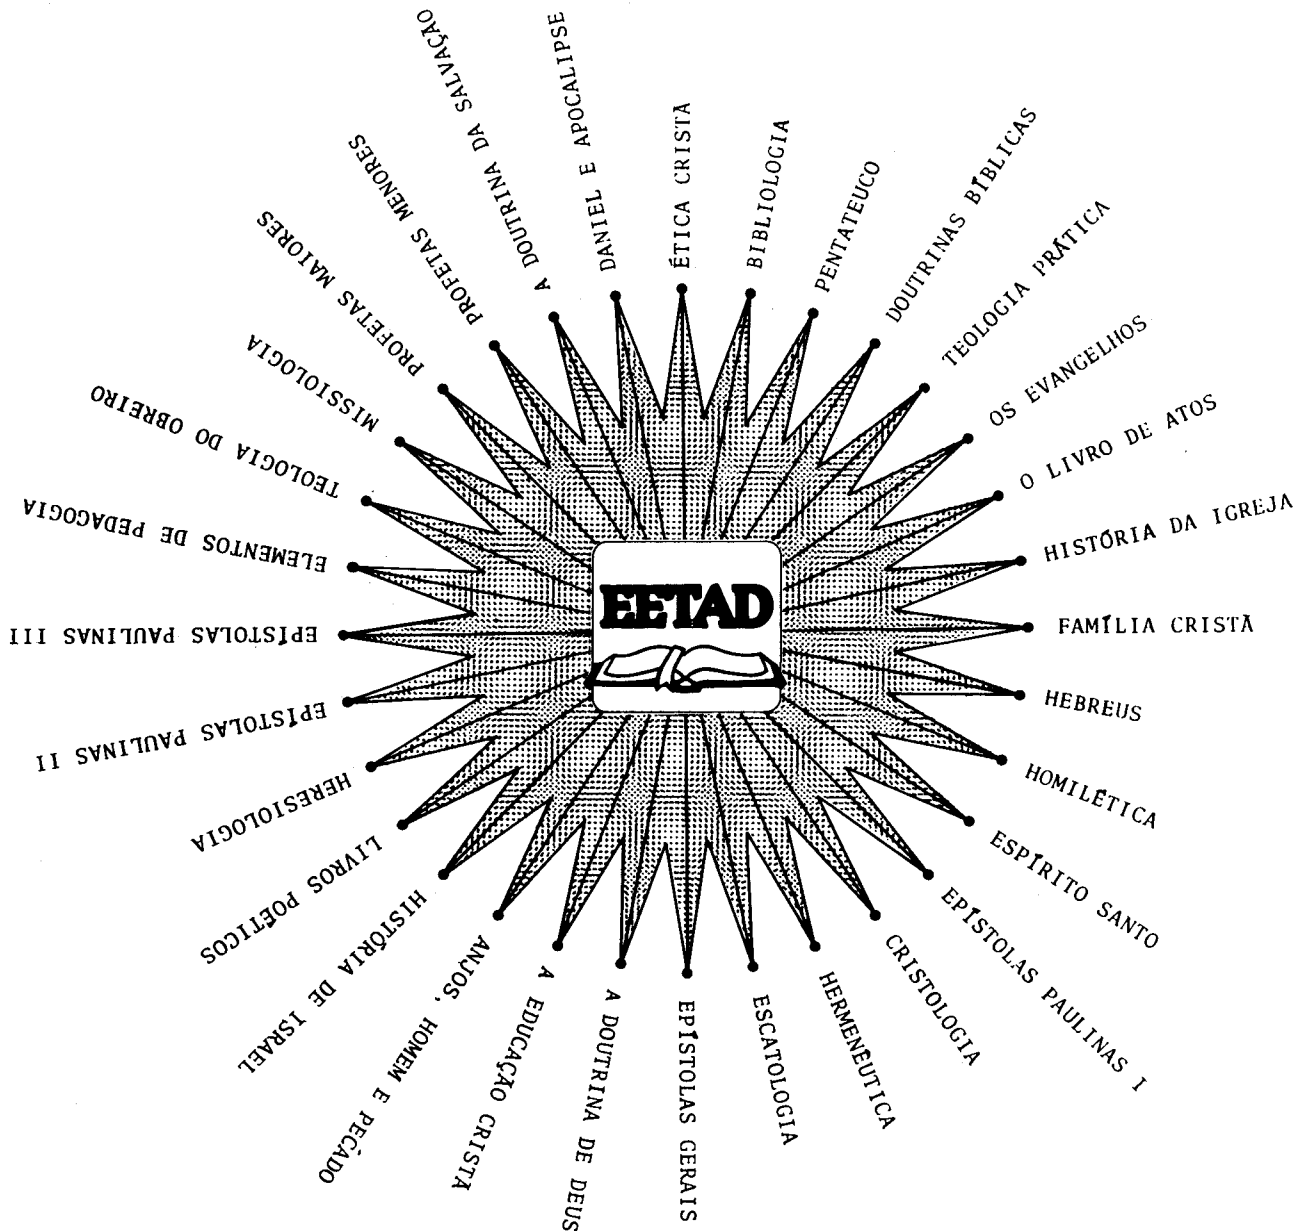 ÉTICA CRISTÃ
BIBLIOLOGIA
PENTATEUCO
DOUTRINAS BÍBLICAS
TEOLOGIA PRÁTICA
OS EVANGELHOS
O LIVRO DE ATOS
HISTÓRIA DA IGREJA
FAMÍLIA CRISTÃ
HEBREUS
HOMILÉTICA
ESPÍRITO SANTO
EPÍSTOLAS PAULINAS I
CRISTOLOGIA
HERMENÊUTICA
ESCATOLOGIA
EPÍSTOLAS GERAIS
A DOUTRINA DE DEUS
A EDUCAÇÃO CRISTÃ
ANJOS, HOMEM E PECADO
HISTÓRIA DE ISRAEL
LIVROS POÉTICOS
HERESIOLOGIA
EPÍSTOLAS PAULINAS II
EPÍSTOLAS PAULINAS III
ELEMENTOS DE PEDAGOGIA
TEOLOGIA DO OBREIRO
MISSIOLOGIA
PROFETAS MAIORES
PROFETAS MENORES
A DOUTRINA DA SALVAÇÃO
DANIEL E APOCALIPSE
EETAD